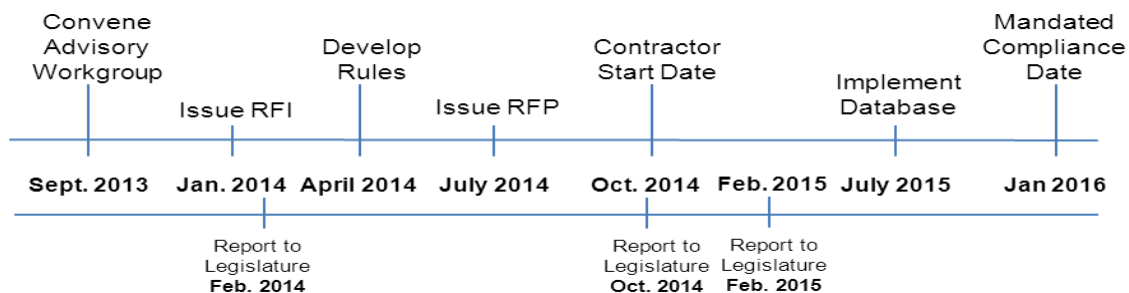 Convene
Advisory
Workgroup
Issue RFI
Develop
Rules
Issue RFP
Contractor
Start Date
Implement
Database
Mandated
Compliance
Date
Sept. 2013 Jan. 2014 April 2014 July 2014 Oct. 2014 Feb. 2015 July 2015 Jan 2016
Report to
Legislature
Feb. 2014
Report to
Legislature
Oct. 2014
Report to
Legislature
Feb. 2015